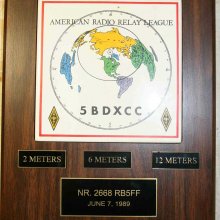 AMERICAN RADIO RELAY LEAGUE
5BDXCC
2 METERS 6 METERS 12 METERS
NR. 2668 RB5FF
JUNE 7, 1989